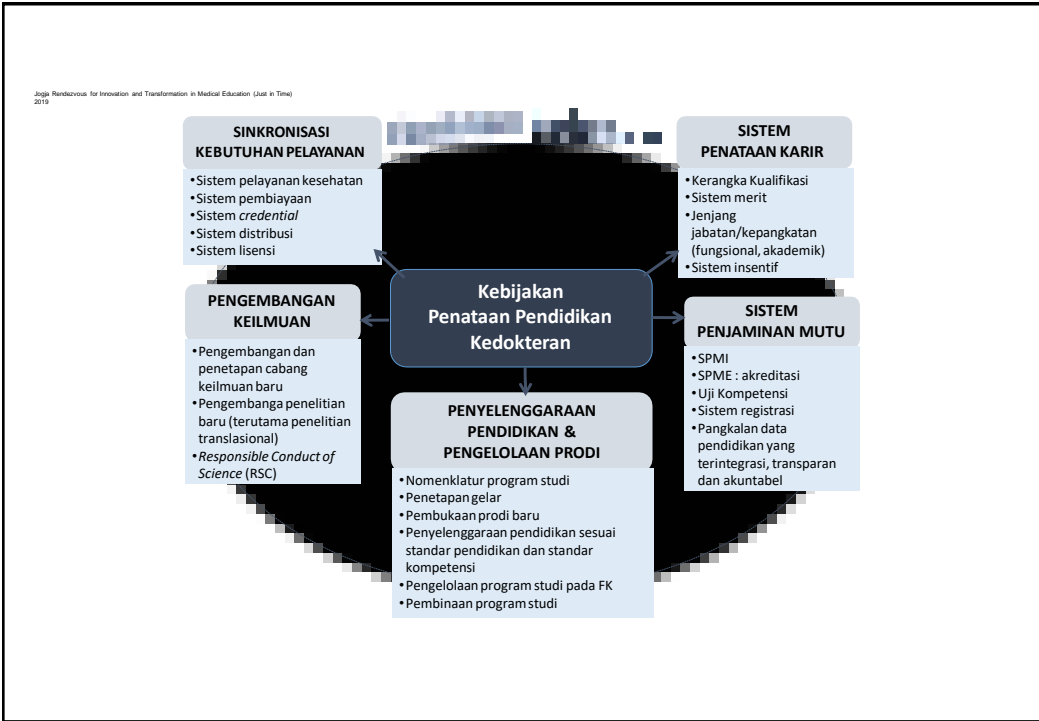 Jogja Rendezvous for Innovation and Transformation in Medical Education (Just in Time)
2019
SINKRONISASI
KEBUTUHAN PELAYANAN
•Sistem pelayanan kesehatan
•Sistem pembiayaan
•Sistem credential
•Sistem distribusi
•Sistem lisensi
SISTEM
PENATAAN KARIR
•Kerangka Kualifikasi
•Sistem merit
•Jenjang
jabatan/kepangkatan
(fungsional, akademik)
•Sistem insentif
Kebijakan
Penataan Pendidikan
Kedokteran
PENGEMBANGAN
KEILMUAN
•Pengembangan dan
penetapan cabang
keilmuan baru
•Pengembanga penelitian
baru (terutama penelitian
translasional)
•Responsible Conduct of
Science (RSC)
SISTEM
PENJAMINAN MUTU
•SPMI
•SPME : akreditasi
•Uji Kompetensi
•Sistem registrasi
•Pangkalan data
pendidikan yang
terintegrasi, transparan
dan akuntabel
PENYELENGGARAAN
PENDIDIKAN &
PENGELOLAAN PRODI
•Nomenklatur program studi
•Penetapan gelar
•Pembukaan prodi baru
•Penyelenggaraan pendidikan sesuai
standar pendidikan dan standar
kompetensi
•Pengelolaan program studi pada FK
•Pembinaan program studi